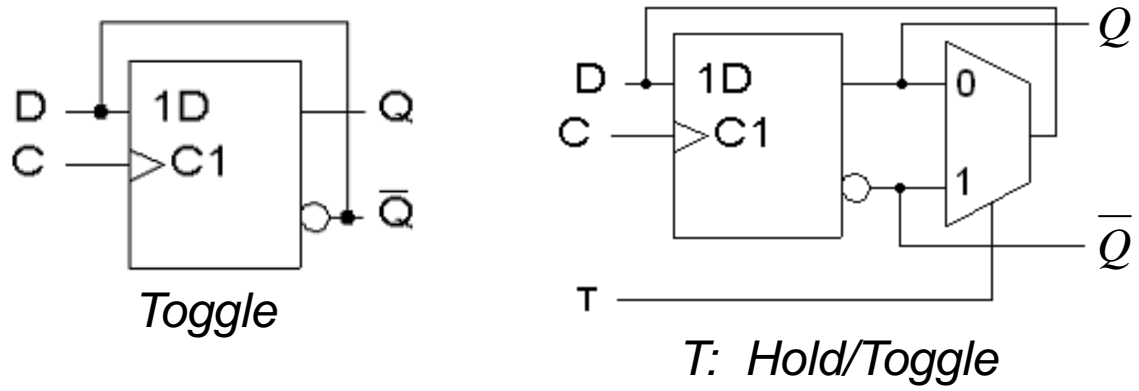 D 1D Q
C C1
Q̅
Toggle
Q
D 1D 0
C C1
1
Q̅
T
T: Hold/Toggle